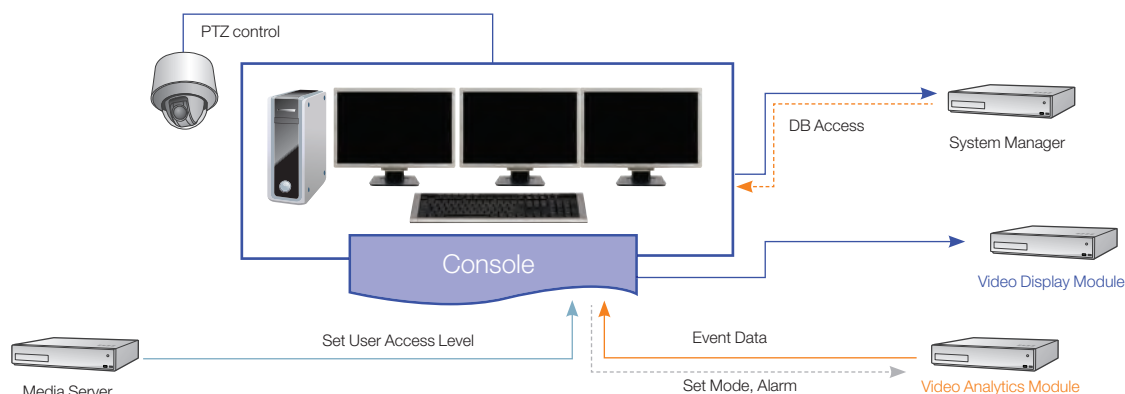 PTZ control
DB Access
System Manager
Console
Video Display Module
Set User Access Level
Event Data
Media Server
Set Mode, Alarm
Video Analytics Module